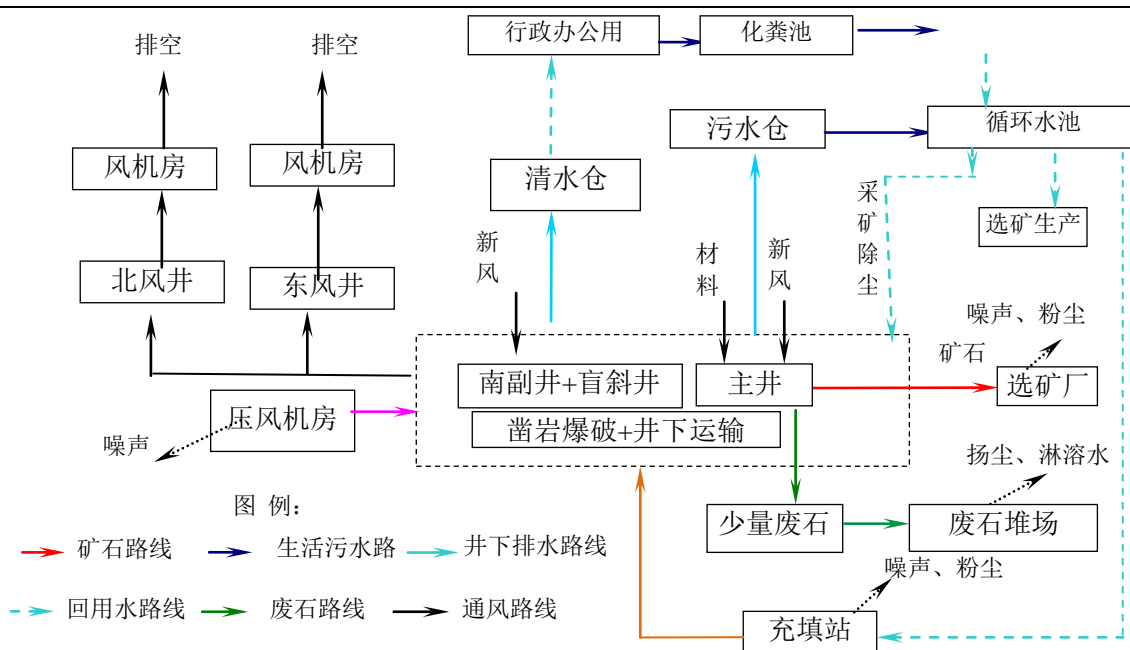 排空
排空
行政办公用
化粪池
污水仓
循环水池
风机房
风机房
清水仓
采矿除尘
选矿生产
新风
材料
新风
北风井
东风井
噪声、粉尘
矿石
南副井+盲斜井
主井
选矿厂
压风机房
凿岩爆破+井下运输
噪声
扬尘、淋溶水
图 例：
少量废石
废石堆场
矿石路线
生活污水路
井下排水路线
噪声、粉尘
回用水路线
废石路线
通风路线
充填站